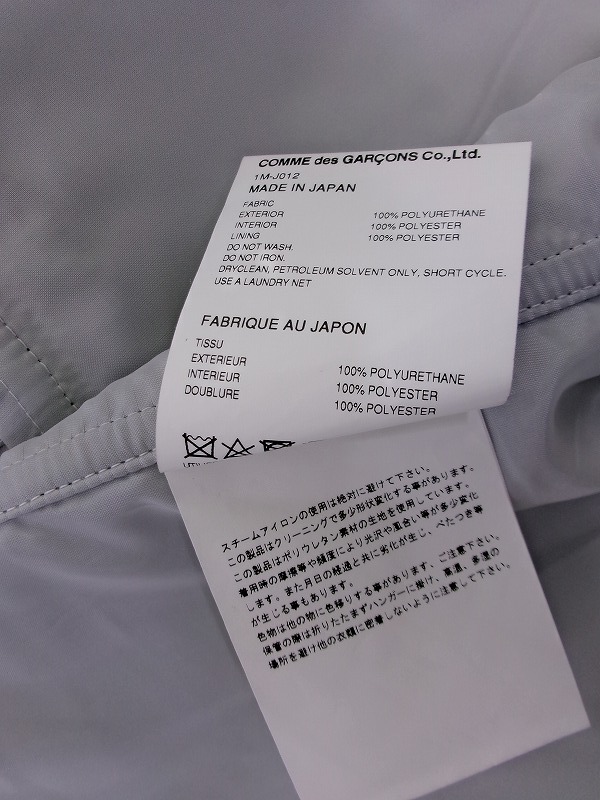 COMME des GARÇONS Co.,Ltd.
1M-J012
MADE IN JAPAN
FABRIC
EXTERIOR 100% POLYURETHANE
INTERIOR 100% POLYESTER
LINING 100% POLYESTER
DO NOT WASH.
DO NOT IRON.
DRYCLEAN, PETROLEUM SOLVENT ONLY, SHORT CYCLE.
USE A LAUNDRY NET
FABRIQUE AU JAPON
TISSU
EXTERIEUR 100% POLYURETHANE
INTERIEUR 100% POLYESTER
DOUBLURE 100% POLYESTER
スチームアイロンの使用は絶対に避けて下さい。
この製品はクリーニングで多少形状変化する事があります。
この製品はポリウレタン素材の生地を使用しています。
着用時の摩擦等や頻度により光沢や風合い等が多少変化
します。また月日の経過と共に劣化が生じ、べたつき等
が生じる事もあります。
色物は他の物に色移りする事があります、ご注意下さい。
保管の際は折りたたまずハンガーに掛け、高温、多湿の
場所を避け他の衣類に密着しないように注意して下さい。